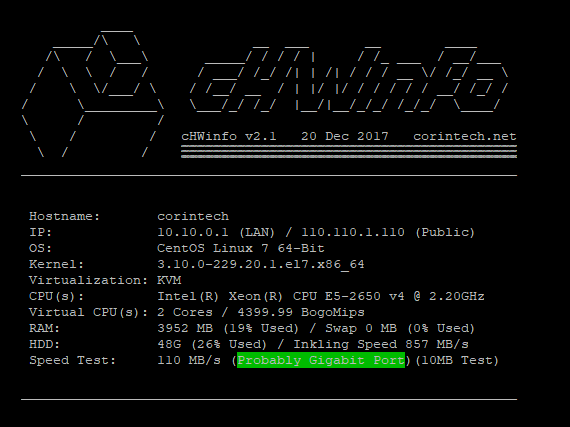 cHWinfo
cHWinfo v2.1 20 Dec 2017 corintech.net
Hostname: corintech
IP: 10.10.0.1 (LAN) / 110.110.1.110 (Public)
OS: CentOS Linux 7 64-Bit
Kernel: 3.10.0-229.20.1.el7.x86_64
Virtualization: KVM
CPU(s): Intel(R) Xeon(R) CPU E5-2650 v4 @ 2.20GHz
Virtual CPU(s): 2 Cores / 4399.99 BogoMips
RAM: 3952 MB (19% Used) / Swap 0 MB (0% Used)
HDD: 48G (26% Used) / Inkling Speed 857 MB/s
Speed Test: 110 MB/s (Probably Gigabit Port)(10MB Test)